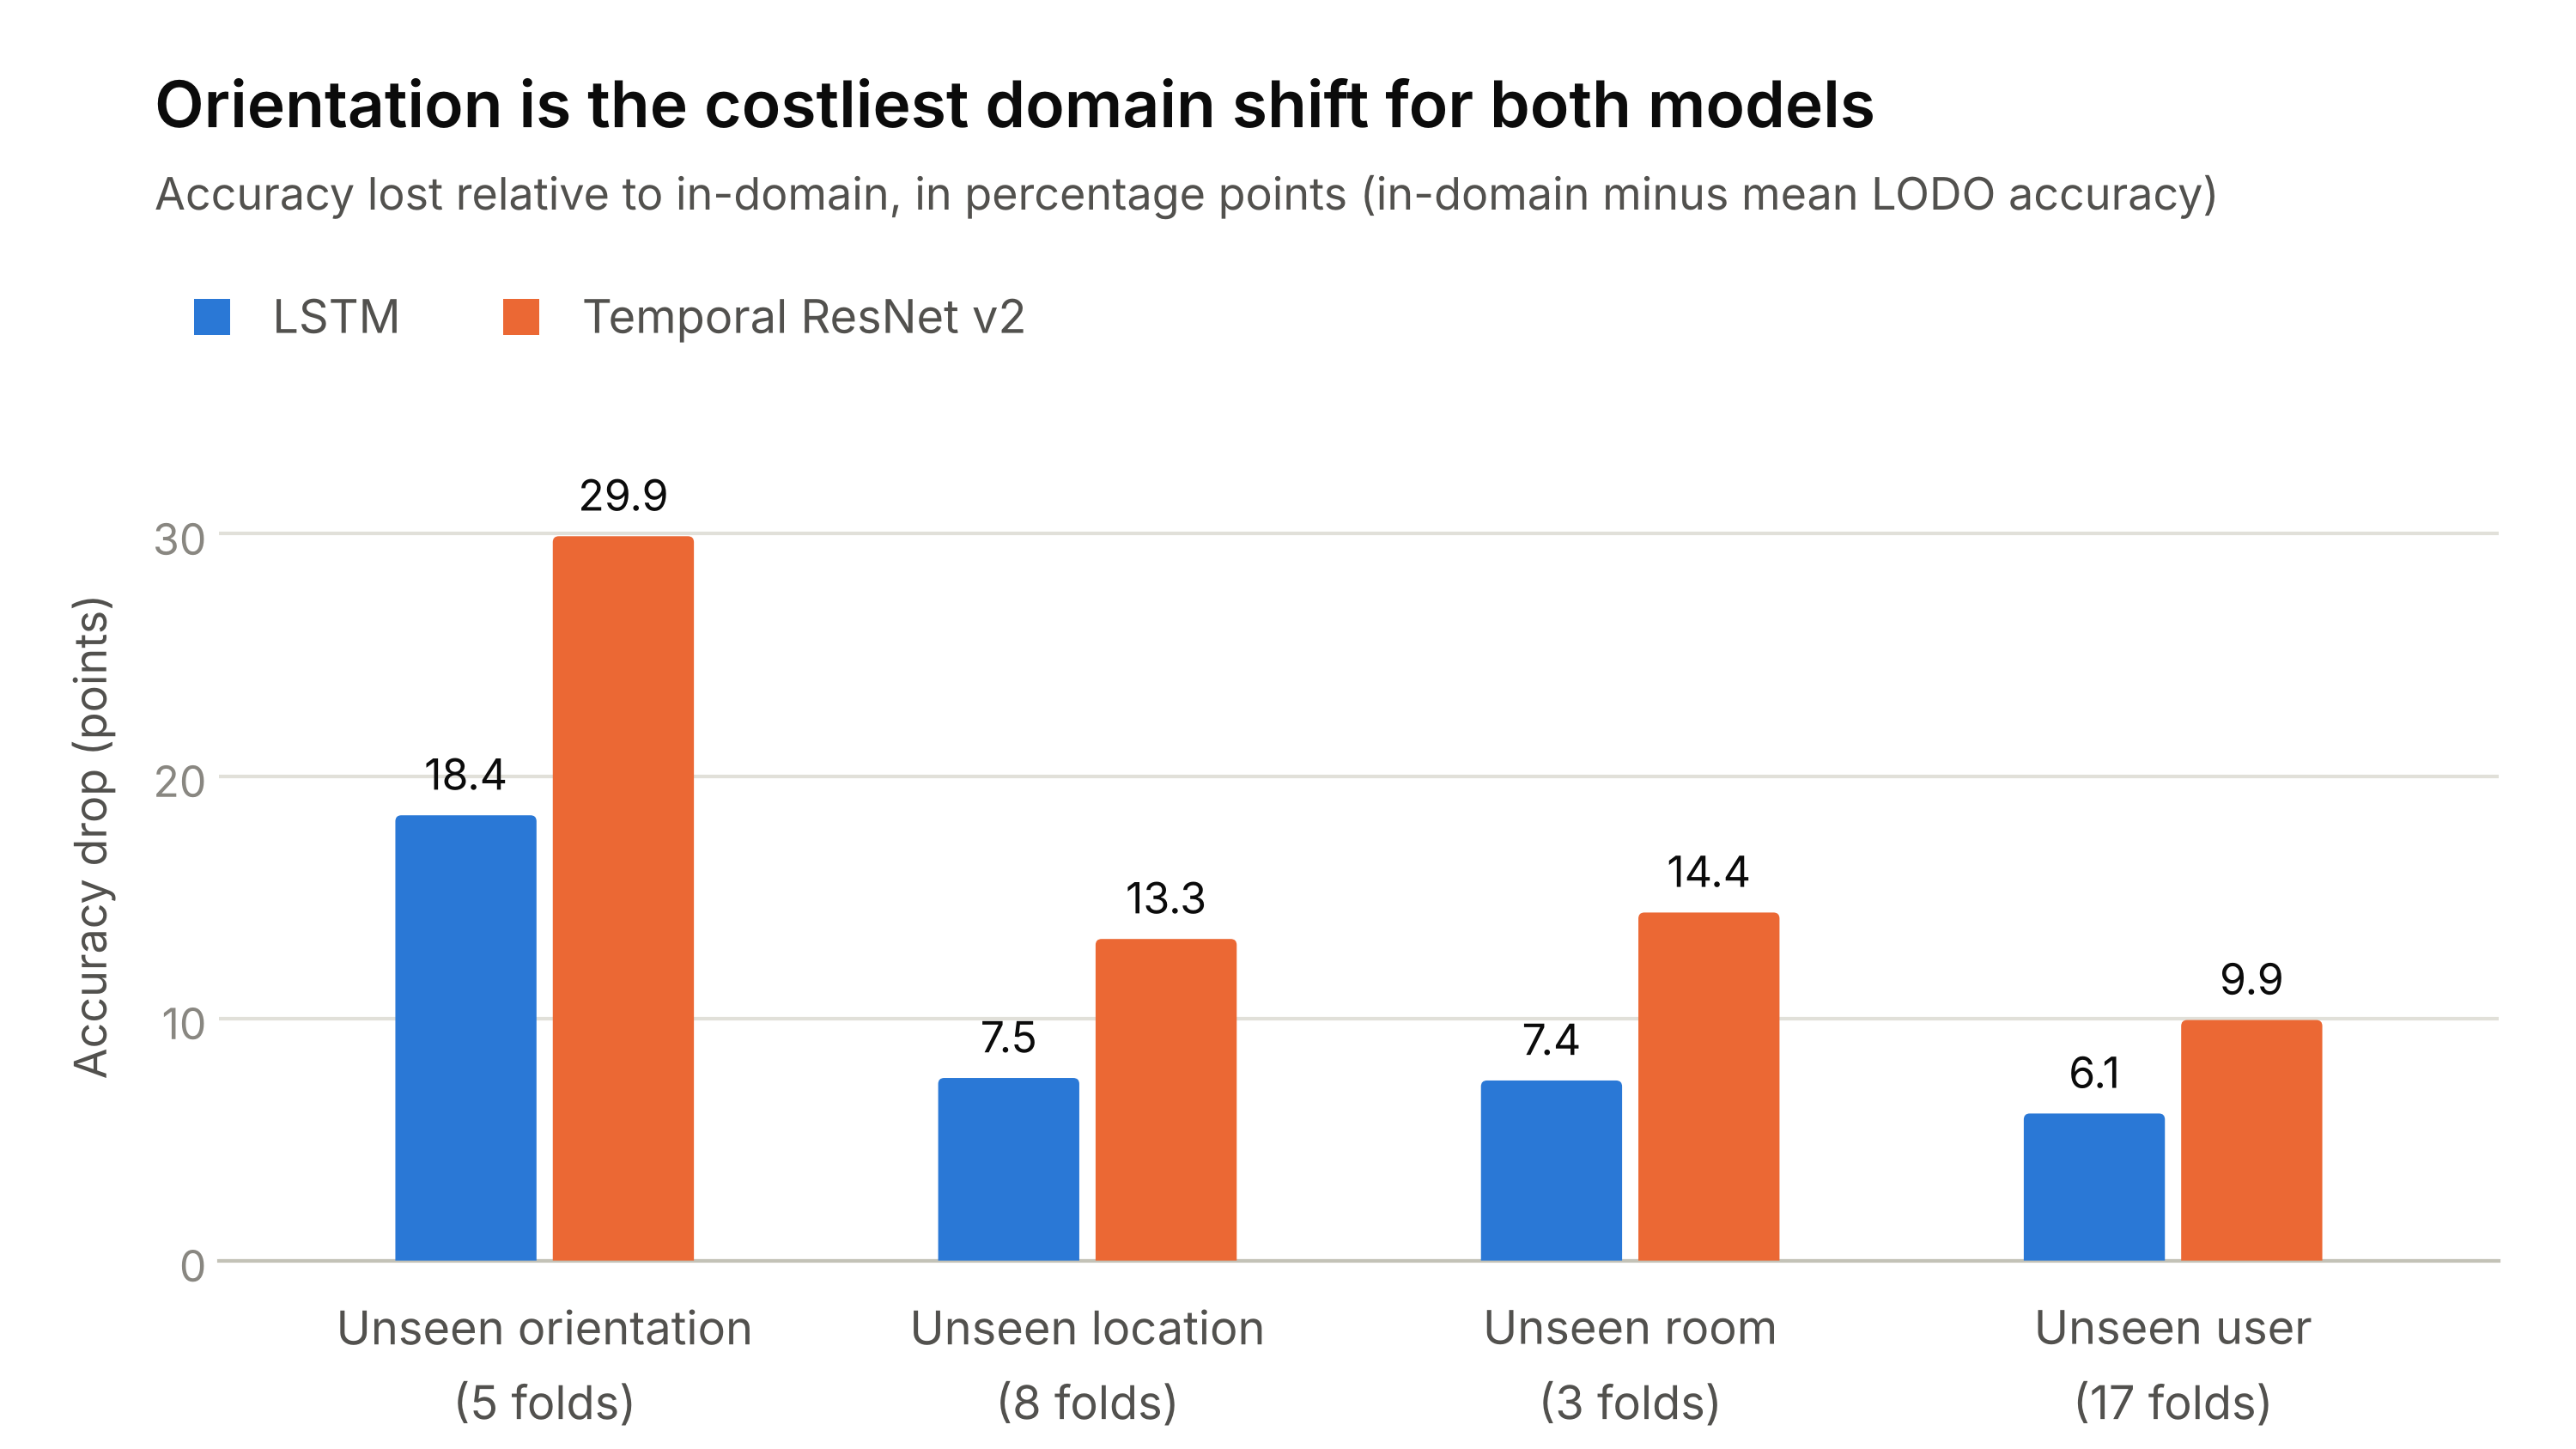 Orientation is the costliest domain shift for both models
Accuracy lost relative to in-domain, in percentage points (in-domain minus mean LODO accuracy)
LSTM
Temporal ResNet v2
Accuracy drop (points)
30
20
10
0
18.4
29.9
7.5
13.3
7.4
14.4
6.1
9.9
Unseen orientation
(5 folds)
Unseen location
(8 folds)
Unseen room
(3 folds)
Unseen user
(17 folds)